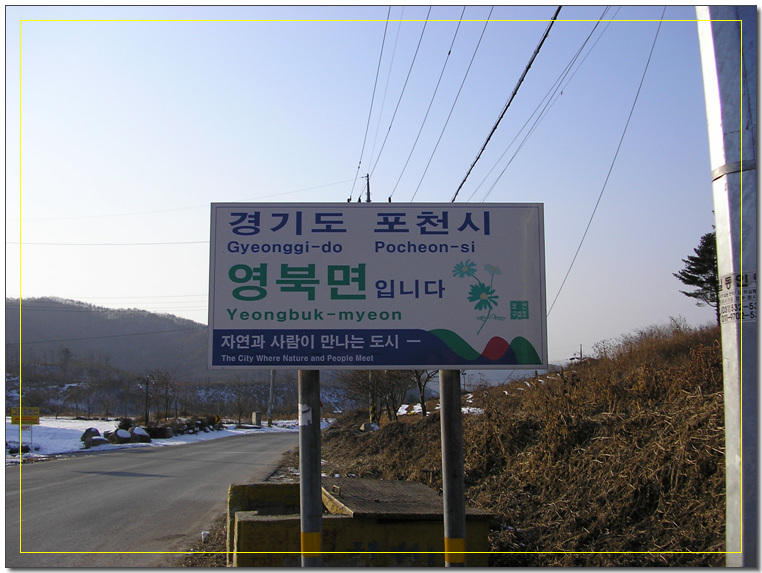 경기도 포천시
Gyeonggi-do Pocheon-si
영북면입니다
Yeongbuk-myeon
자연과 사람이 만나는 도시
The City Where Nature and People Meet